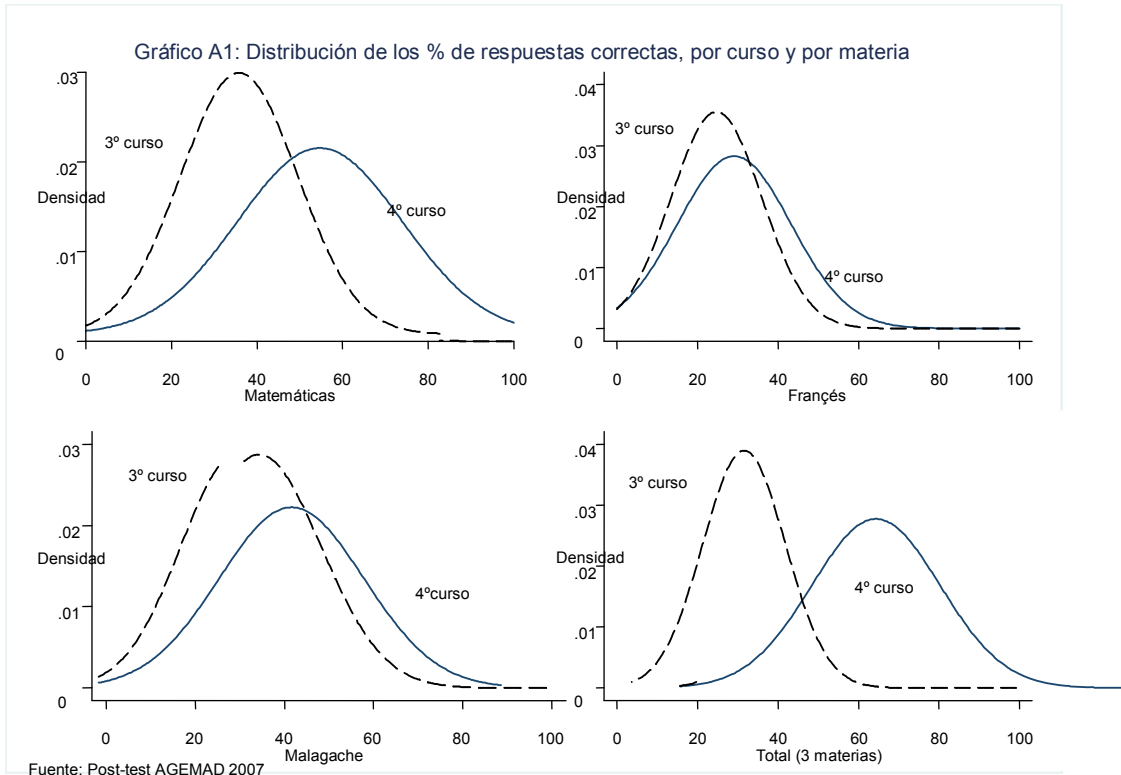 Gráfico A1: Distribución de los % de respuestas correctas, por curso y por materia
.03
3º curso
.02
Densidad
4º curso
.01
0
0 20 40 60 80 100
Matemáticas
.04
3º curso
.03
Densidad
.02
4º curso
.01
0
0 20 40 60 80 100
Françés
.03
3º curso
.02
Densidad
4ºcurso
.01
0
0 20 40 60 80 100
Malagache
.04
3º curso
.03
Densidad
.02
4º curso
.01
0
0 20 40 60 80 100
Total (3 materias)
Fuente: Post-test AGEMAD 2007